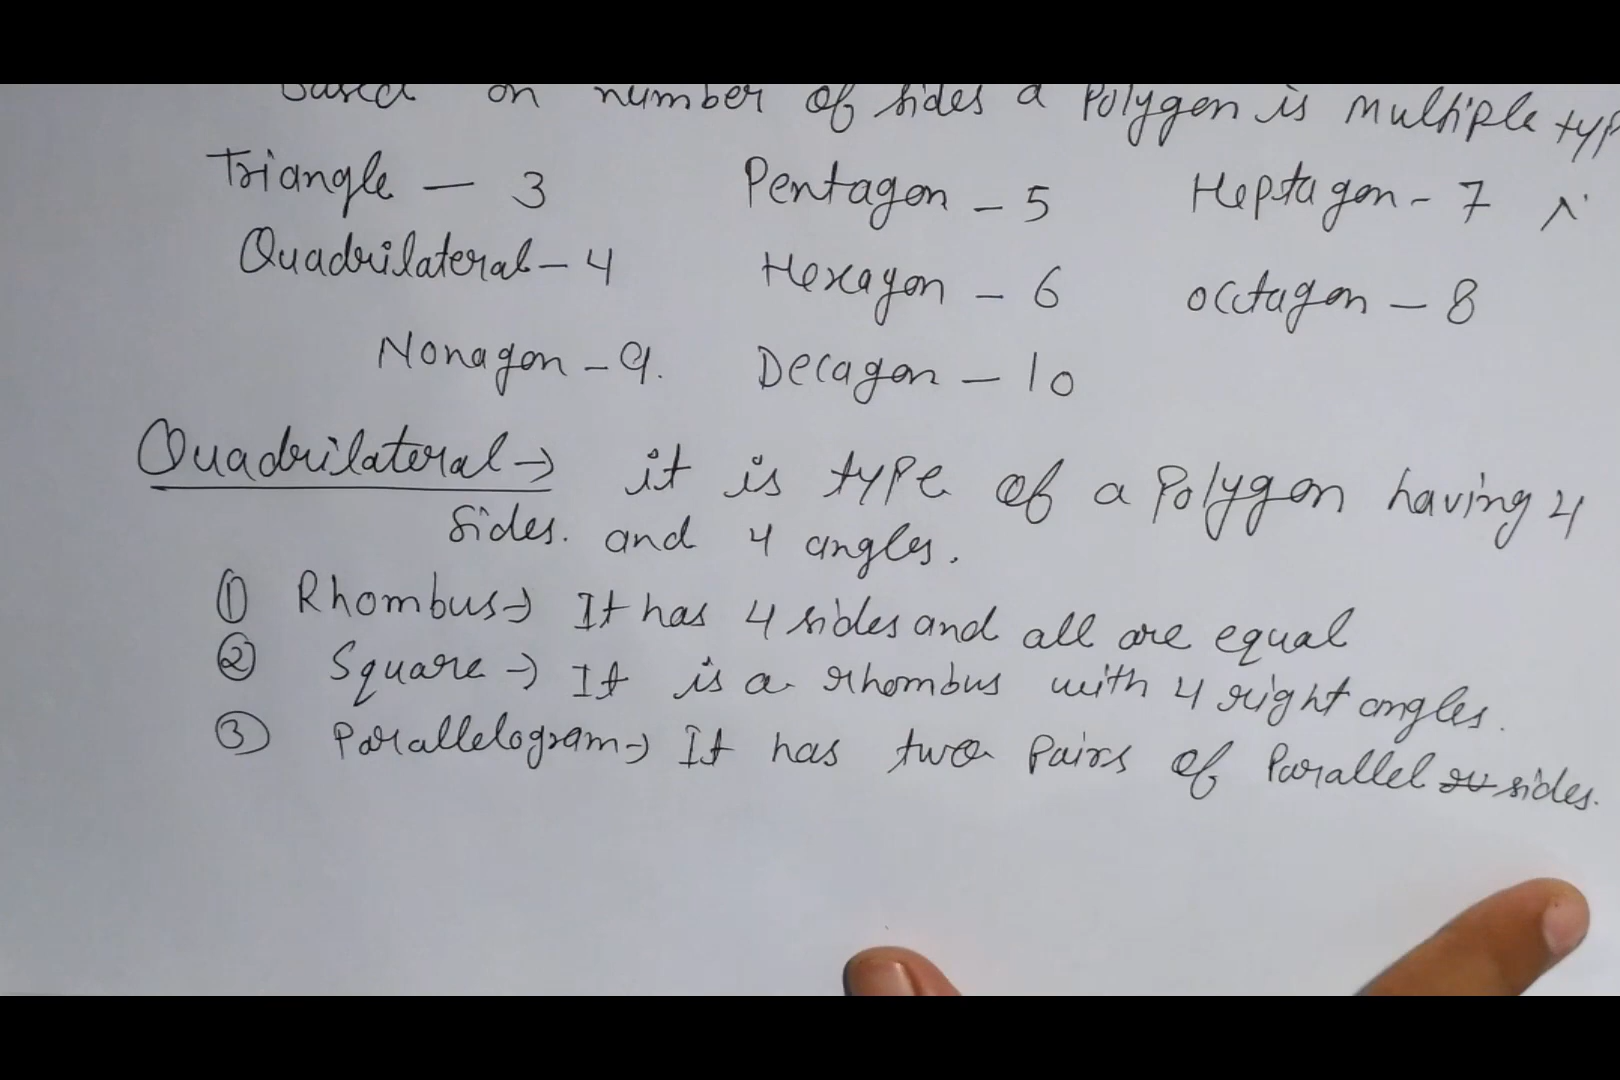 based on number of sides a Polygon is multiple typ
Triangle — 3 Pentagon - 5 Heptagon - 7
Quadrilateral - 4 Hexagon - 6 octagon - 8
Nonagon - 9. Decagon - 10
Quadrilateral → it is type of a Polygon having 4
sides. and 4 angles.
① Rhombus → It has 4 sides and all are equal
② Square → It is a rhombus with 4 right angles.
③ Parallelogram → It has two Pairs of Parallel sides.